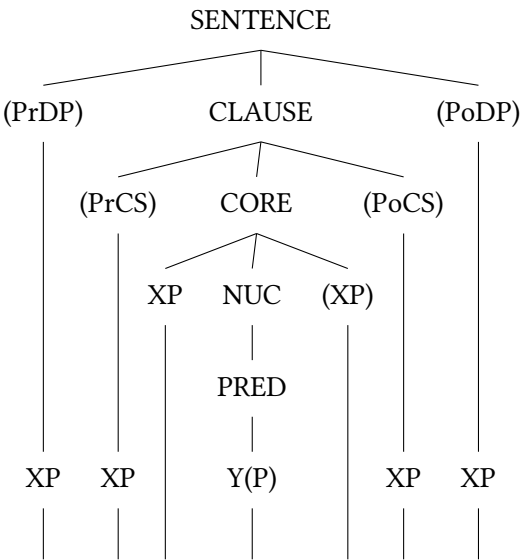 SENTENCE
(PrDP) CLAUSE (PoDP)
(PrCS) CORE (PoCS)
XP NUC (XP)
PRED
XP XP Y(P) XP XP